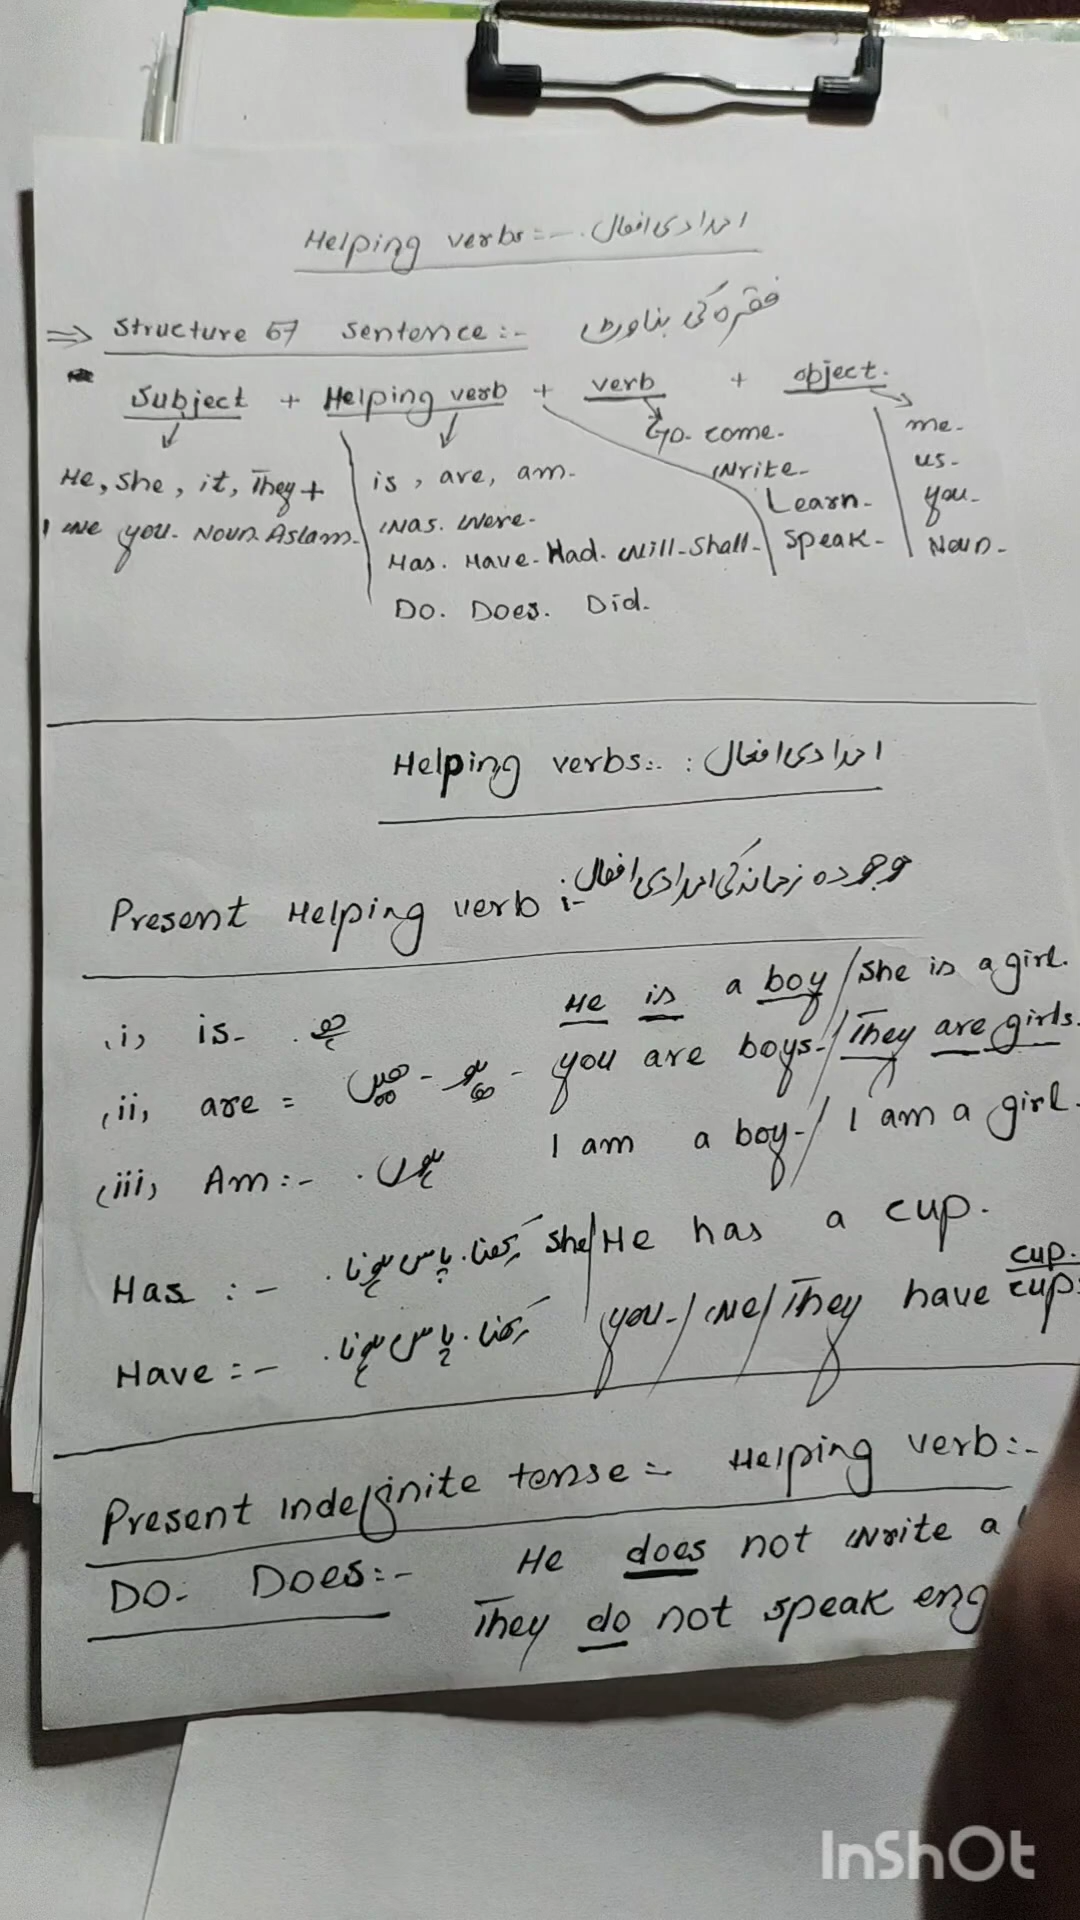 Helping verbs:- امدادی افعال
⇒ Structure of sentence:- فقرہ کی بناوٹ
Subject + Helping verb + verb + object.
He, She, it, They + is, are, am. Go. come. me.
I we you. Noun. Aslam. Was. Were. Write. us.
Has. Have. Had. Will. Shall. Learn. you.
Do. Does. Did. Speak. Noun.
Helping verbs:. : امدادی افعال
Present Helping verb :- موجودہ زمانہ کی امدادی افعال
(i) is- ہے. He is a boy / She is a girl.
(ii) are = ہیں - ہو - you are boys. / They are girls.
(iii) Am :- ہوں. I am a boy. / I am a girl.
Has :- رکھنا. پاس ہونا. She/He has a cup.
cup.
Have :- رکھنا. پاس ہونا. you / we / They have cup.
Present indefinite tense = Helping verb:-
DO. Does:- He does not write a
They do not speak eng
InShOt